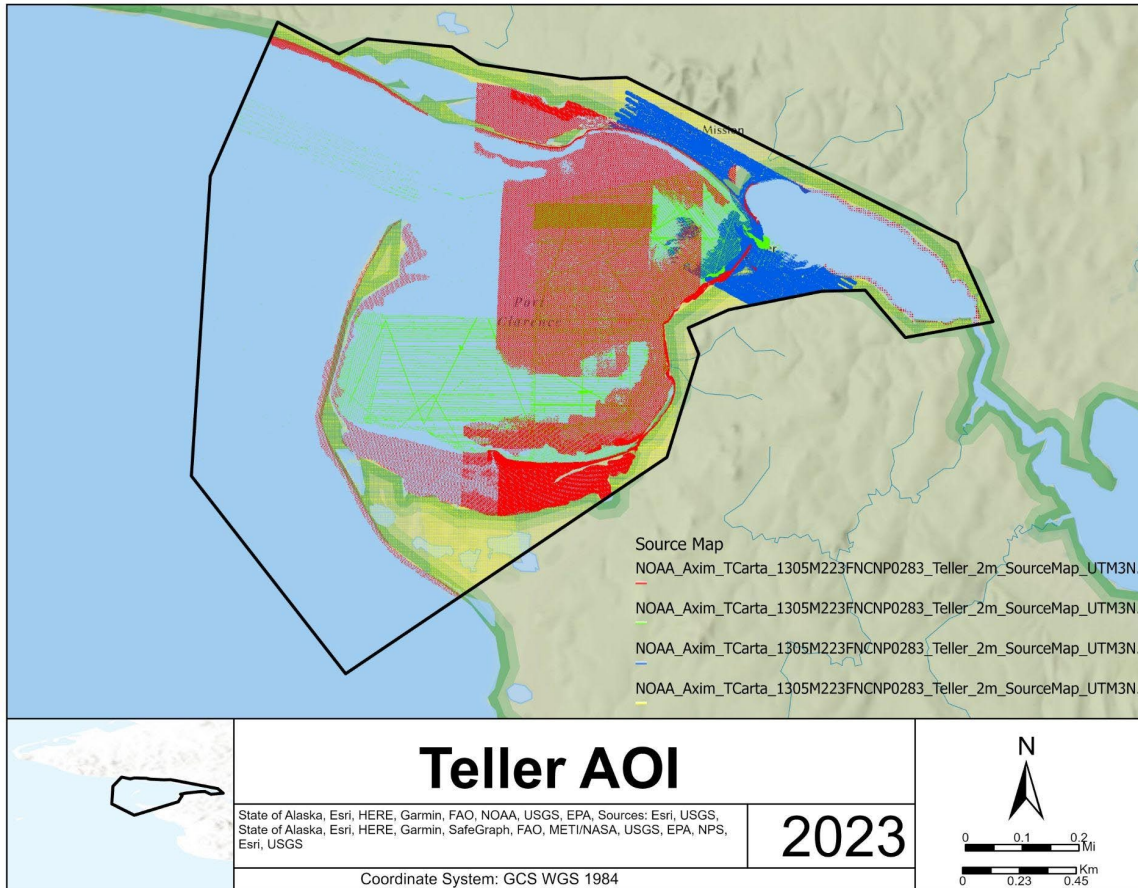 Mission
Port
Clarence
Source Map
NOAA_Axim_TCarta_1305M223FNCNP0283_Teller_2m_SourceMap_UTM3N.
NOAA_Axim_TCarta_1305M223FNCNP0283_Teller_2m_SourceMap_UTM3N.
NOAA_Axim_TCarta_1305M223FNCNP0283_Teller_2m_SourceMap_UTM3N.
NOAA_Axim_TCarta_1305M223FNCNP0283_Teller_2m_SourceMap_UTM3N.
Teller AOI
State of Alaska, Esri, HERE, Garmin, FAO, NOAA, USGS, EPA, Sources: Esri, USGS,
State of Alaska, Esri, HERE, Garmin, SafeGraph, FAO, METI/NASA, USGS, EPA, NPS,
Esri, USGS
2023
Coordinate System: GCS WGS 1984
N
0 0.1 0.2
Mi
Km
0 0.23 0.45